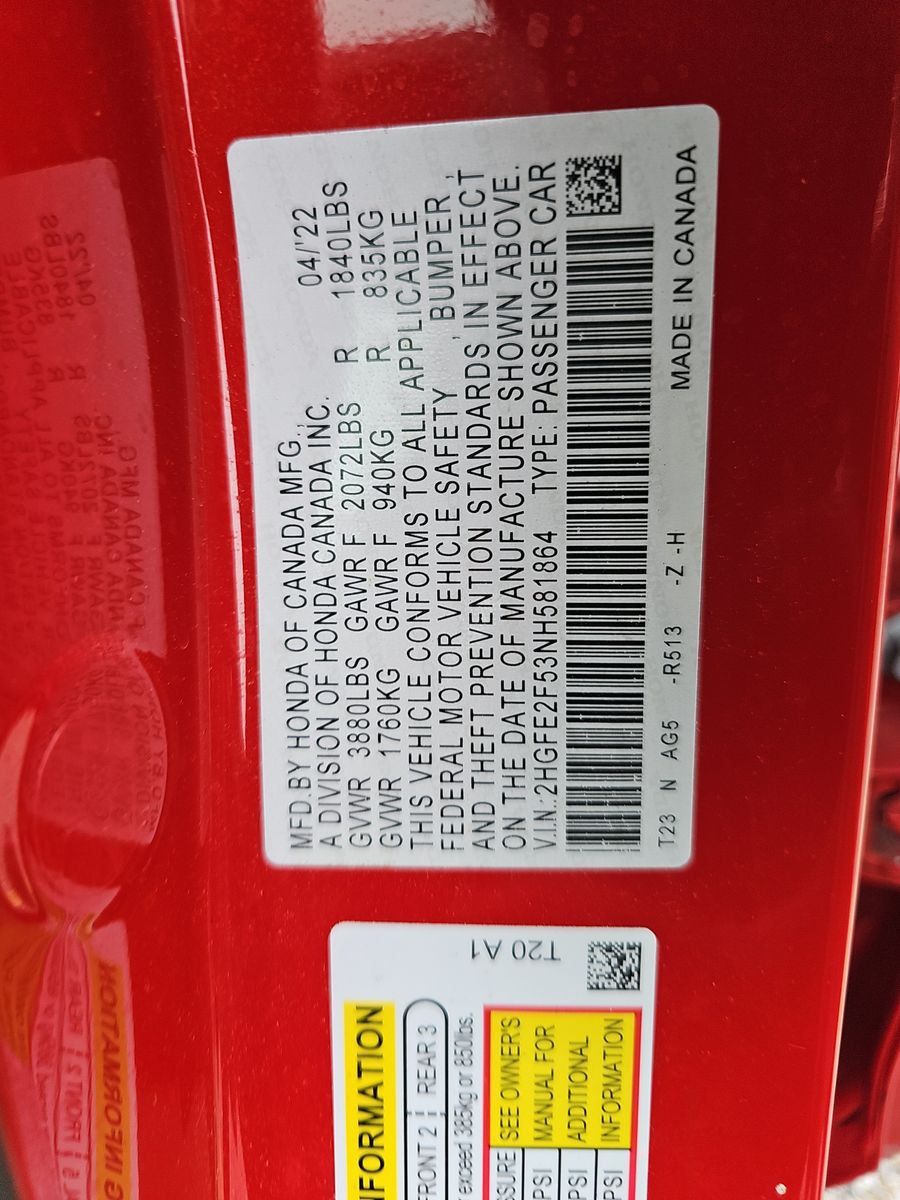 MFD.BY HONDA OF CANADA MFG., 04/'22
A DIVISION OF HONDA CANADA INC.
GVWR 3880LBS GAWR F 2072LBS R 1840LBS
GVWR 1760KG GAWR F 940KG R 835KG
THIS VEHICLE CONFORMS TO ALL APPLICABLE
FEDERAL MOTOR VEHICLE SAFETY , BUMPER ,
AND THEFT PREVENTION STANDARDS IN EFFECT
ON THE DATE OF MANUFACTURE SHOWN ABOVE.
V.I.N.:2HGFE2F53NH581864 TYPE: PASSENGER CAR
T23 N AG5 -R513 -Z -H
MADE IN CANADA
T20 A1
INFORMATION
FRONT 2 REAR 3
exceed 385kg or 850lbs.
SEE OWNER'S
MANUAL FOR
ADDITIONAL
INFORMATION
PSI
PSI
PSI